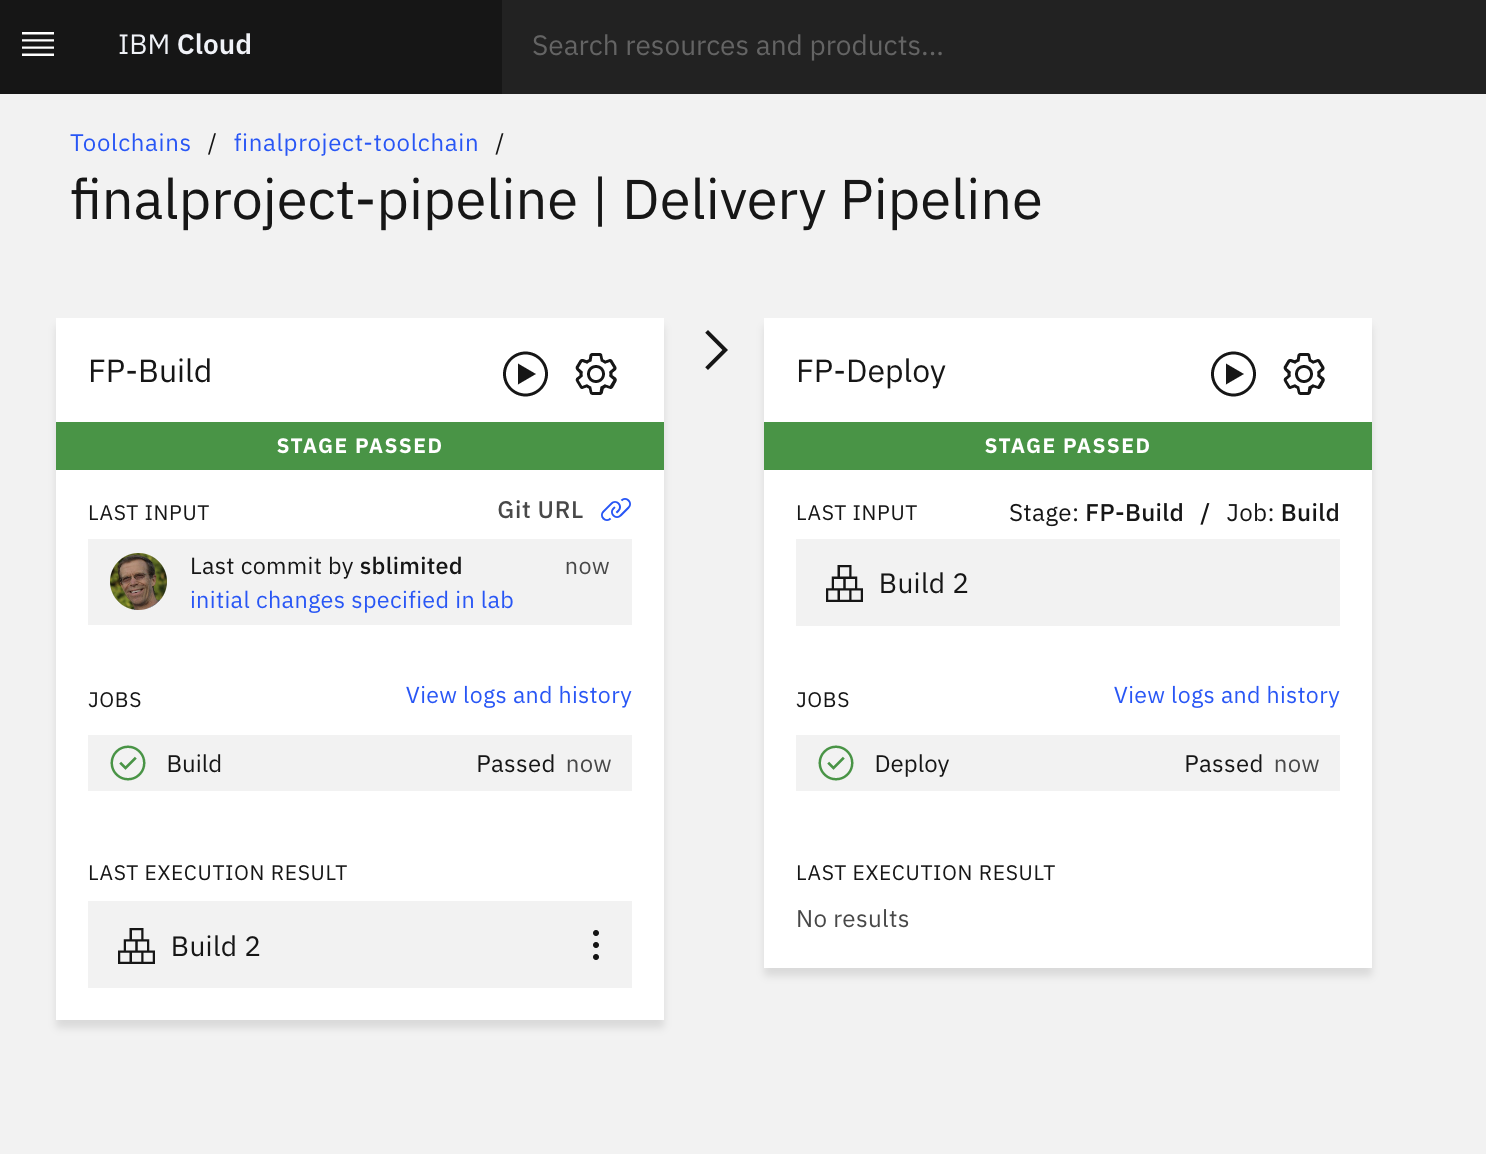 IBM Cloud
Search resources and products...
Toolchains / finalproject-toolchain /
finalproject-pipeline | Delivery Pipeline
FP-Build
STAGE PASSED
LAST INPUT Git URL
Last commit by sblimited now
initial changes specified in lab
JOBS View logs and history
Build Passed now
LAST EXECUTION RESULT
Build 2
FP-Deploy
STAGE PASSED
LAST INPUT Stage: FP-Build / Job: Build
Build 2
JOBS View logs and history
Deploy Passed now
LAST EXECUTION RESULT
No results